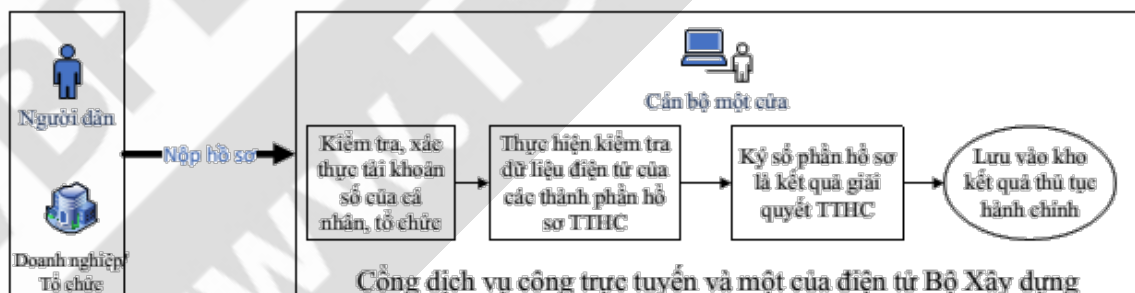 Người dân
Doanh nghiệp/
Tổ chức
Nộp hồ sơ
Cán bộ một cửa
Kiểm tra, xác
thực tài khoản
số của cá
nhân, tổ chức
Thực hiện kiểm tra
dữ liệu điện tử của
các thành phần hồ
sơ TTHC
Ký số phần hồ sơ
là kết quả giải
quyết TTHC
Lưu vào kho
kết quả thủ tục
hành chính
Cổng dịch vụ công trực tuyến và một của điện tử Bộ Xây dựng